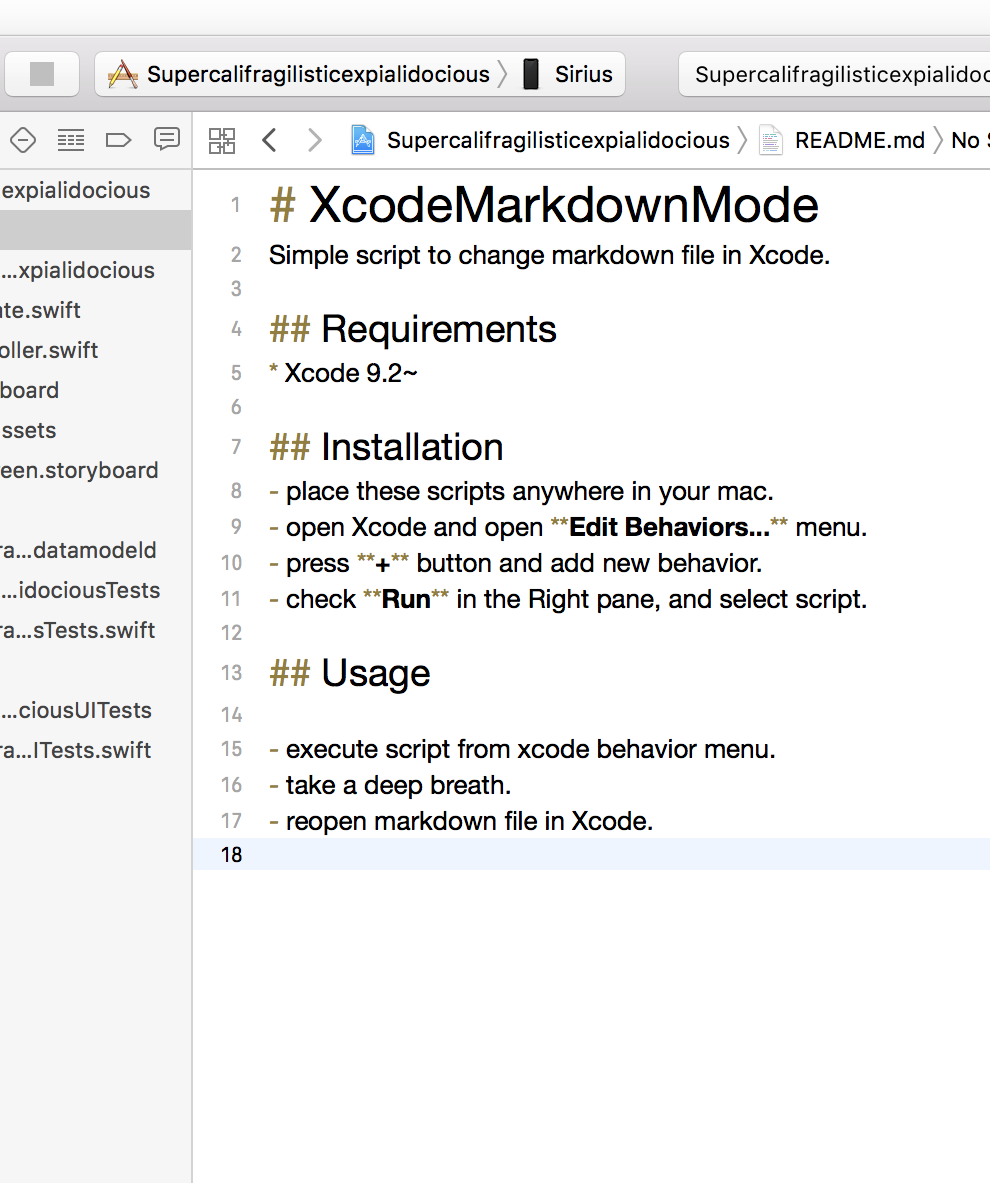 Supercalifragilisticexpialidocious
Sirius
Supercalifragilisticexpialidoc
Supercalifragilisticexpialidocious
README.md
No S
expialidocious
...xpialidocious
te.swift
oller.swift
board
ssets
een.storyboard
ra...datamodeld
...idociousTests
ra...sTests.swift
...ciousUITests
ra...ITests.swift
1 # XcodeMarkdownMode
2 Simple script to change markdown file in Xcode.
3
4 ## Requirements
5 * Xcode 9.2~
6
7 ## Installation
8 - place these scripts anywhere in your mac.
9 - open Xcode and open **Edit Behaviors...** menu.
10 - press **+** button and add new behavior.
11 - check **Run** in the Right pane, and select script.
12
13 ## Usage
14
15 - execute script from xcode behavior menu.
16 - take a deep breath.
17 - reopen markdown file in Xcode.
18